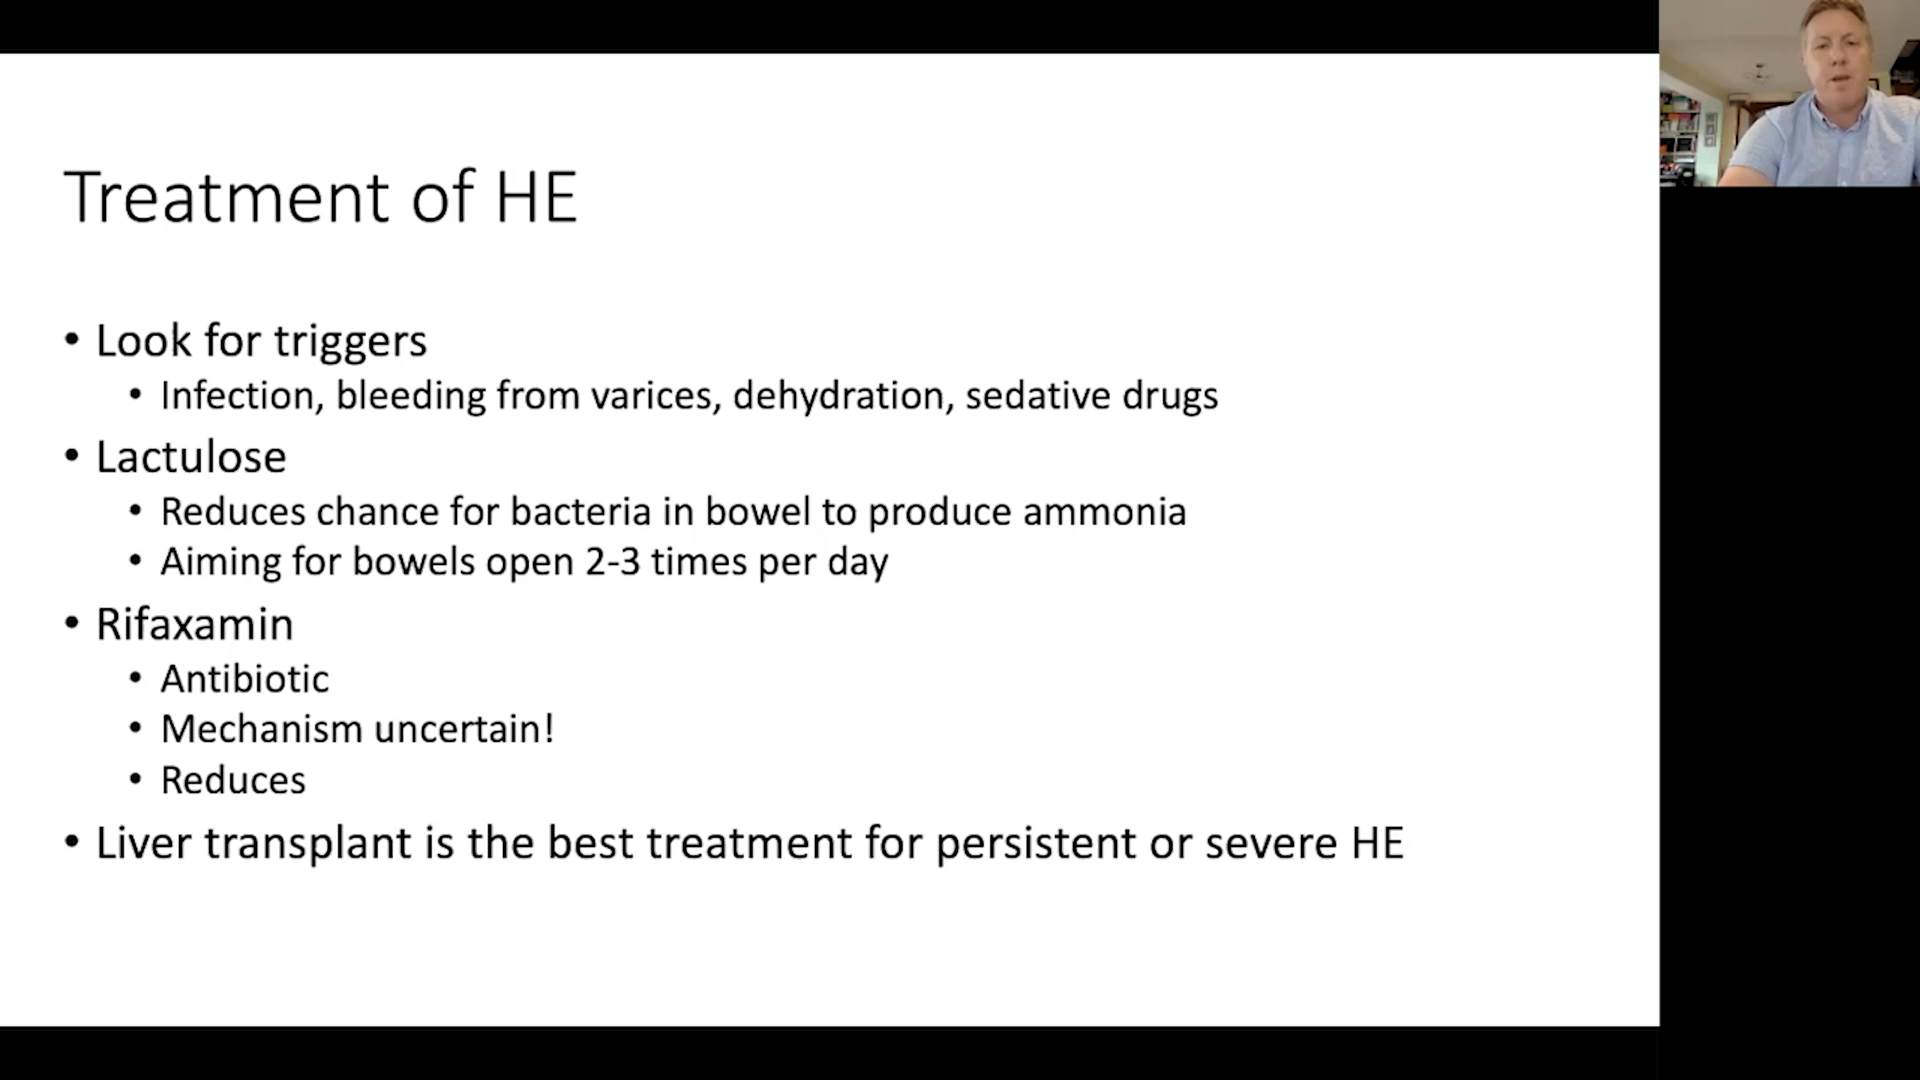 Treatment of HE
• Look for triggers
• Infection, bleeding from varices, dehydration, sedative drugs
• Lactulose
• Reduces chance for bacteria in bowel to produce ammonia
• Aiming for bowels open 2-3 times per day
• Rifaxamin
• Antibiotic
• Mechanism uncertain!
• Reduces
• Liver transplant is the best treatment for persistent or severe HE